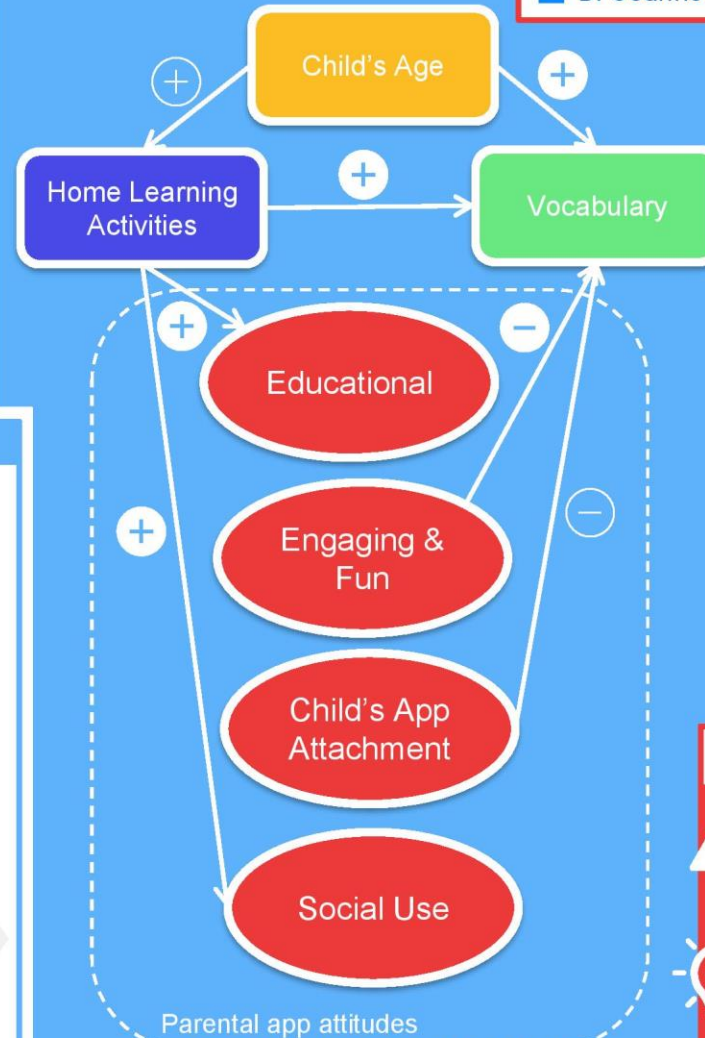 Child's Age
+
+
Home Learning
Activities
+
Vocabulary
+
−
Educational
+
Engaging &
Fun
−
Child's App
Attachment
Social Use
Parental app attitudes